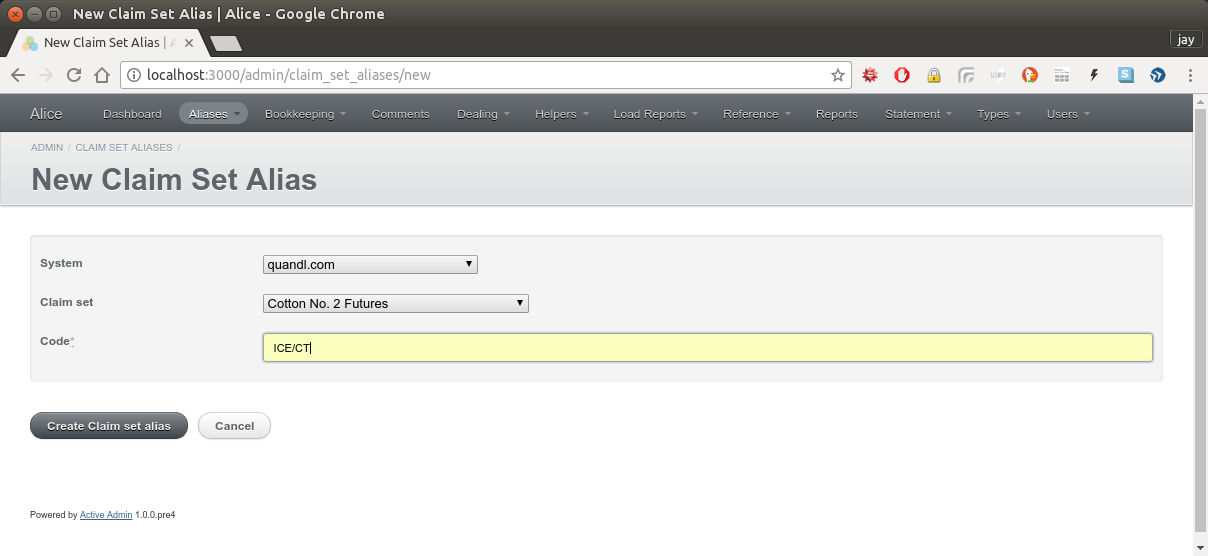 New Claim Set Alias | Alice - Google Chrome
New Claim Set Alias |
jay
localhost:3000/admin/claim_set_aliases/new
Alice Dashboard Aliases Bookkeeping Comments Dealing Helpers Load Reports Reference Reports Statement Types Users
ADMIN / CLAIM SET ALIASES /
New Claim Set Alias
System quandl.com
Claim set Cotton No. 2 Futures
Code* ICE/CT
Create Claim set alias Cancel
Powered by Active Admin 1.0.0.pre4